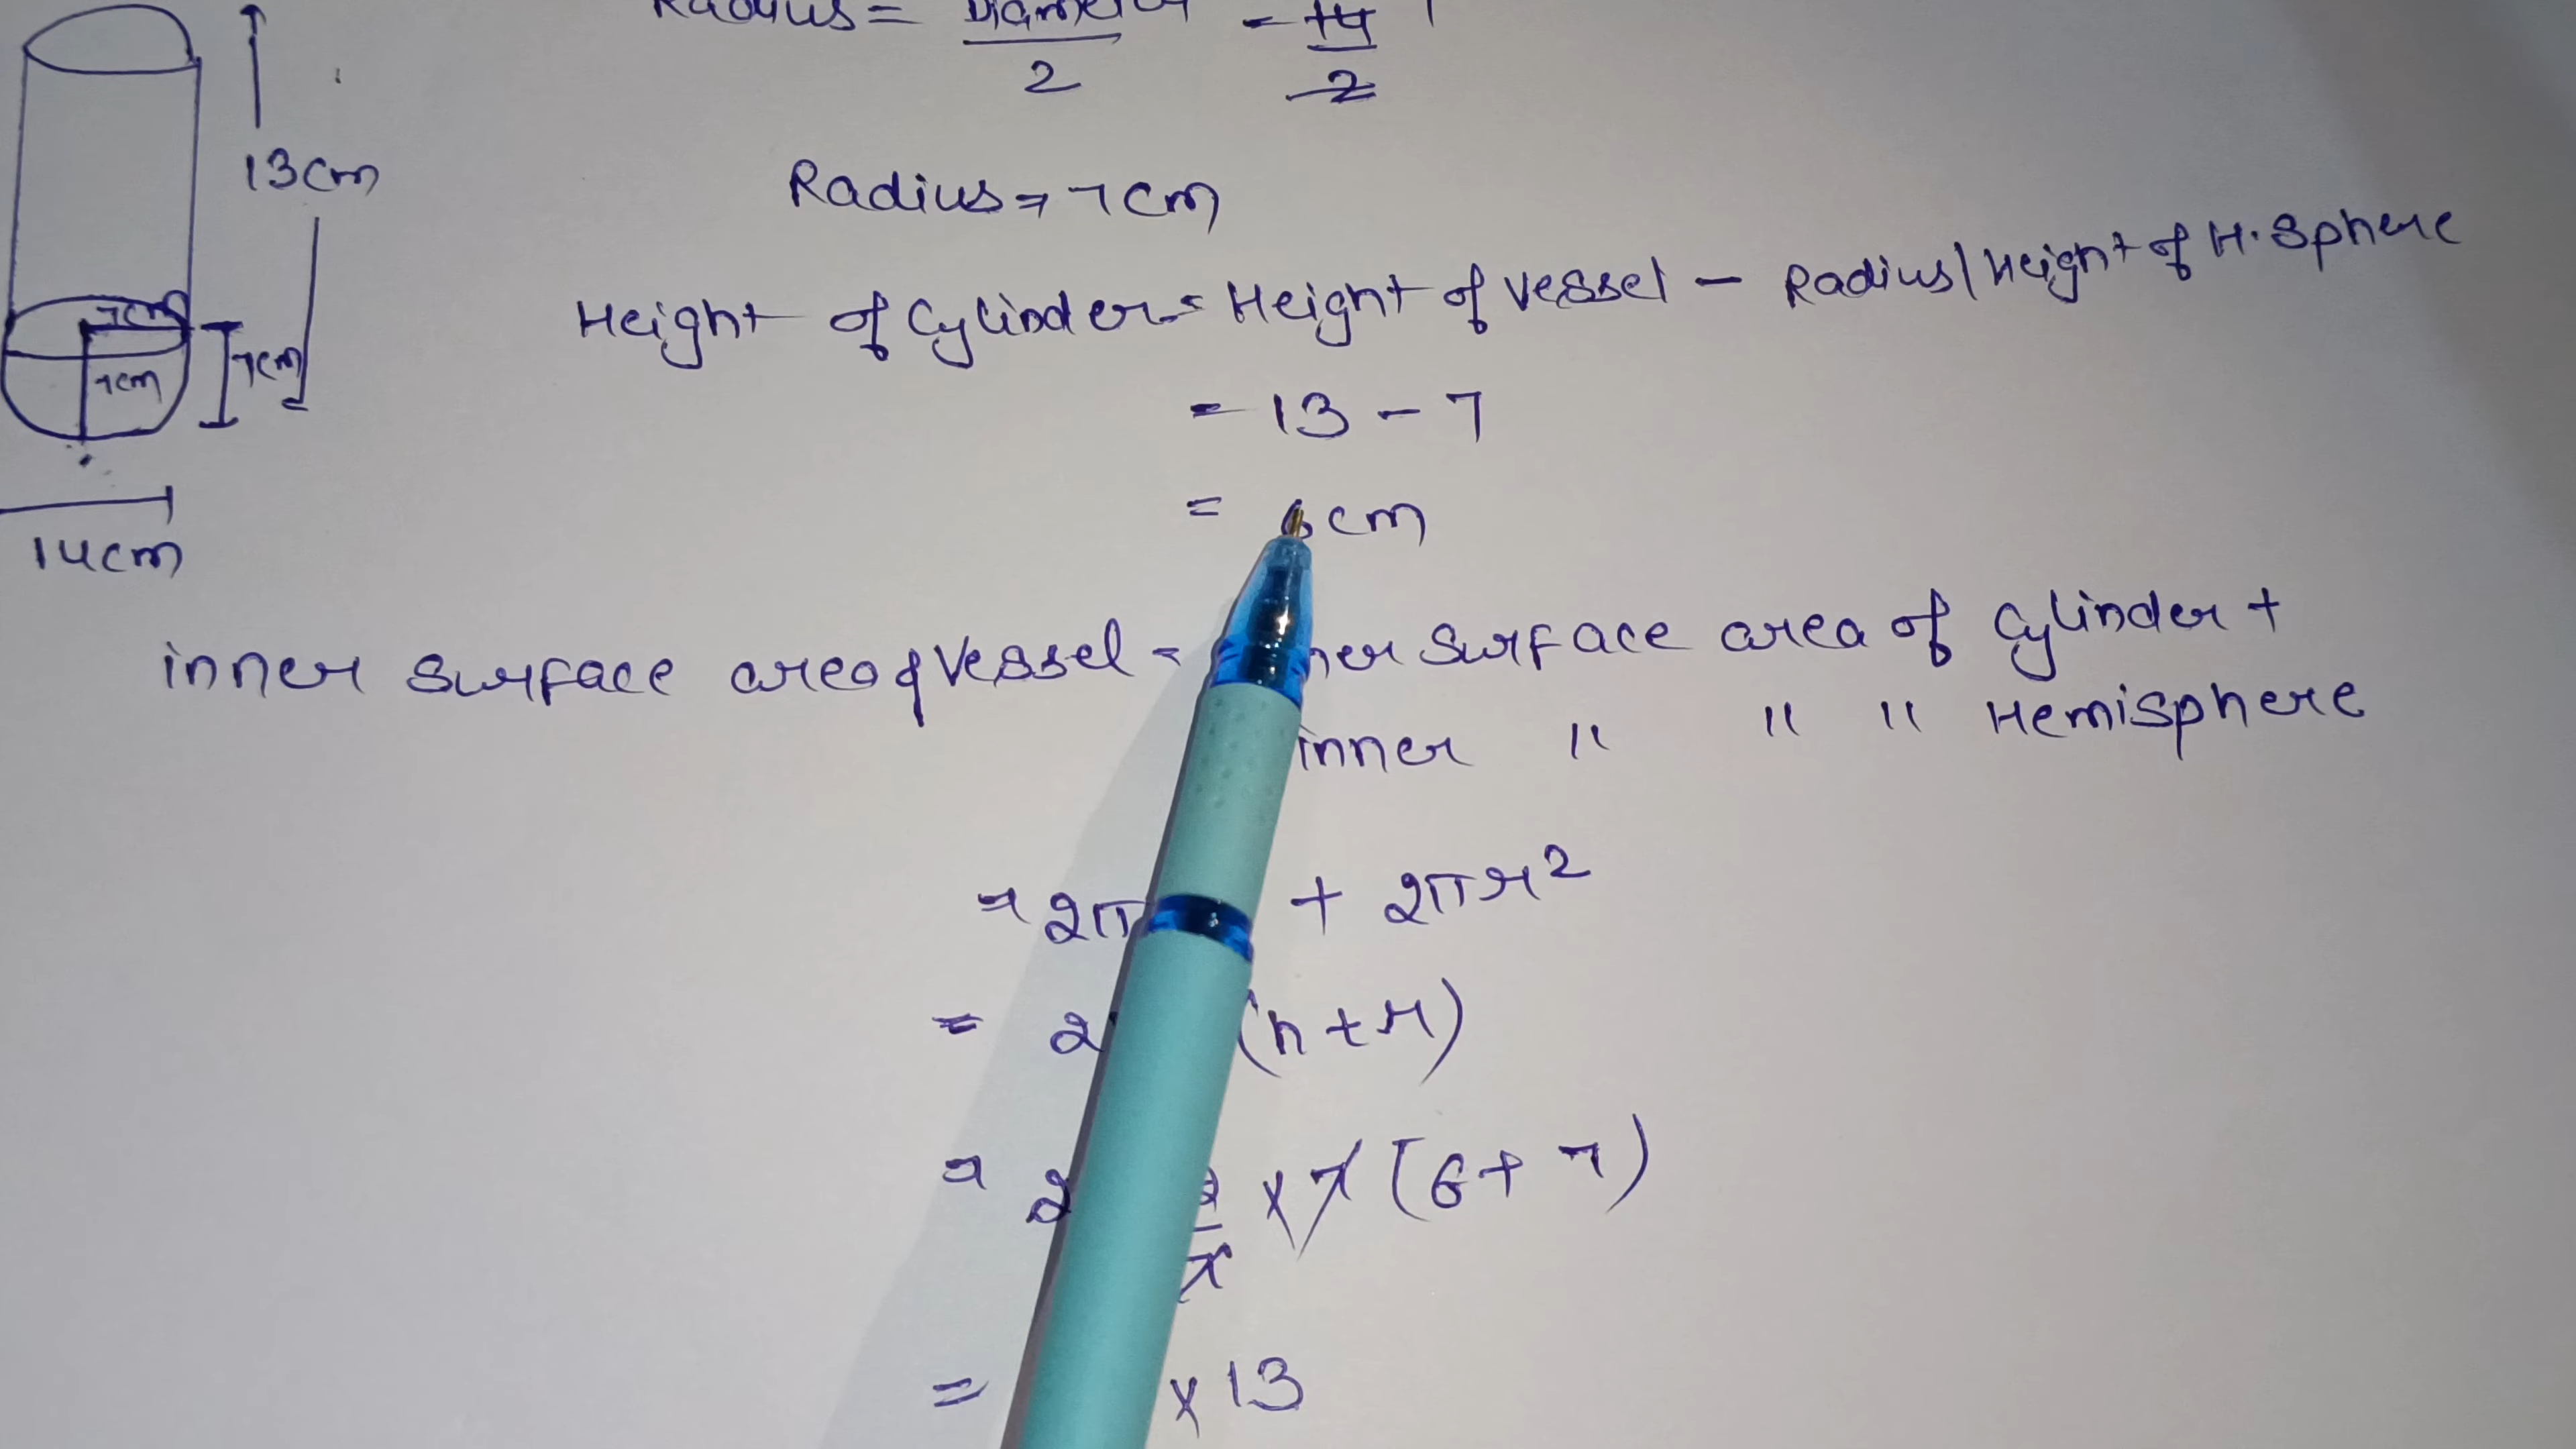 Radius = Diameter = 14
2 2
13cm
Radius = 7cm
Height of Cylinder = Height of Vessel - Radius/Height of H. Sphere
7cm
7cm
7cm
= 13 - 7
= 6cm
14cm
inner surface area of Vessel = surface area of Cylinder +
inner " " " Hemisphere
= 2π + 2πr²
= 2 (h+r)
= 2 × 7 (6+7)
7
= × 13